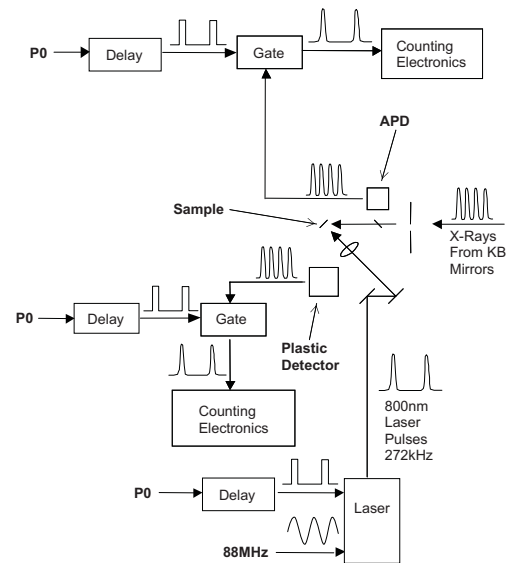 P0
Delay
Gate
Counting
Electronics
APD
Sample
X-Rays
From KB
Mirrors
P0
Delay
Gate
Plastic
Detector
Counting
Electronics
800nm
Laser
Pulses
272kHz
P0
Delay
Laser
88MHz